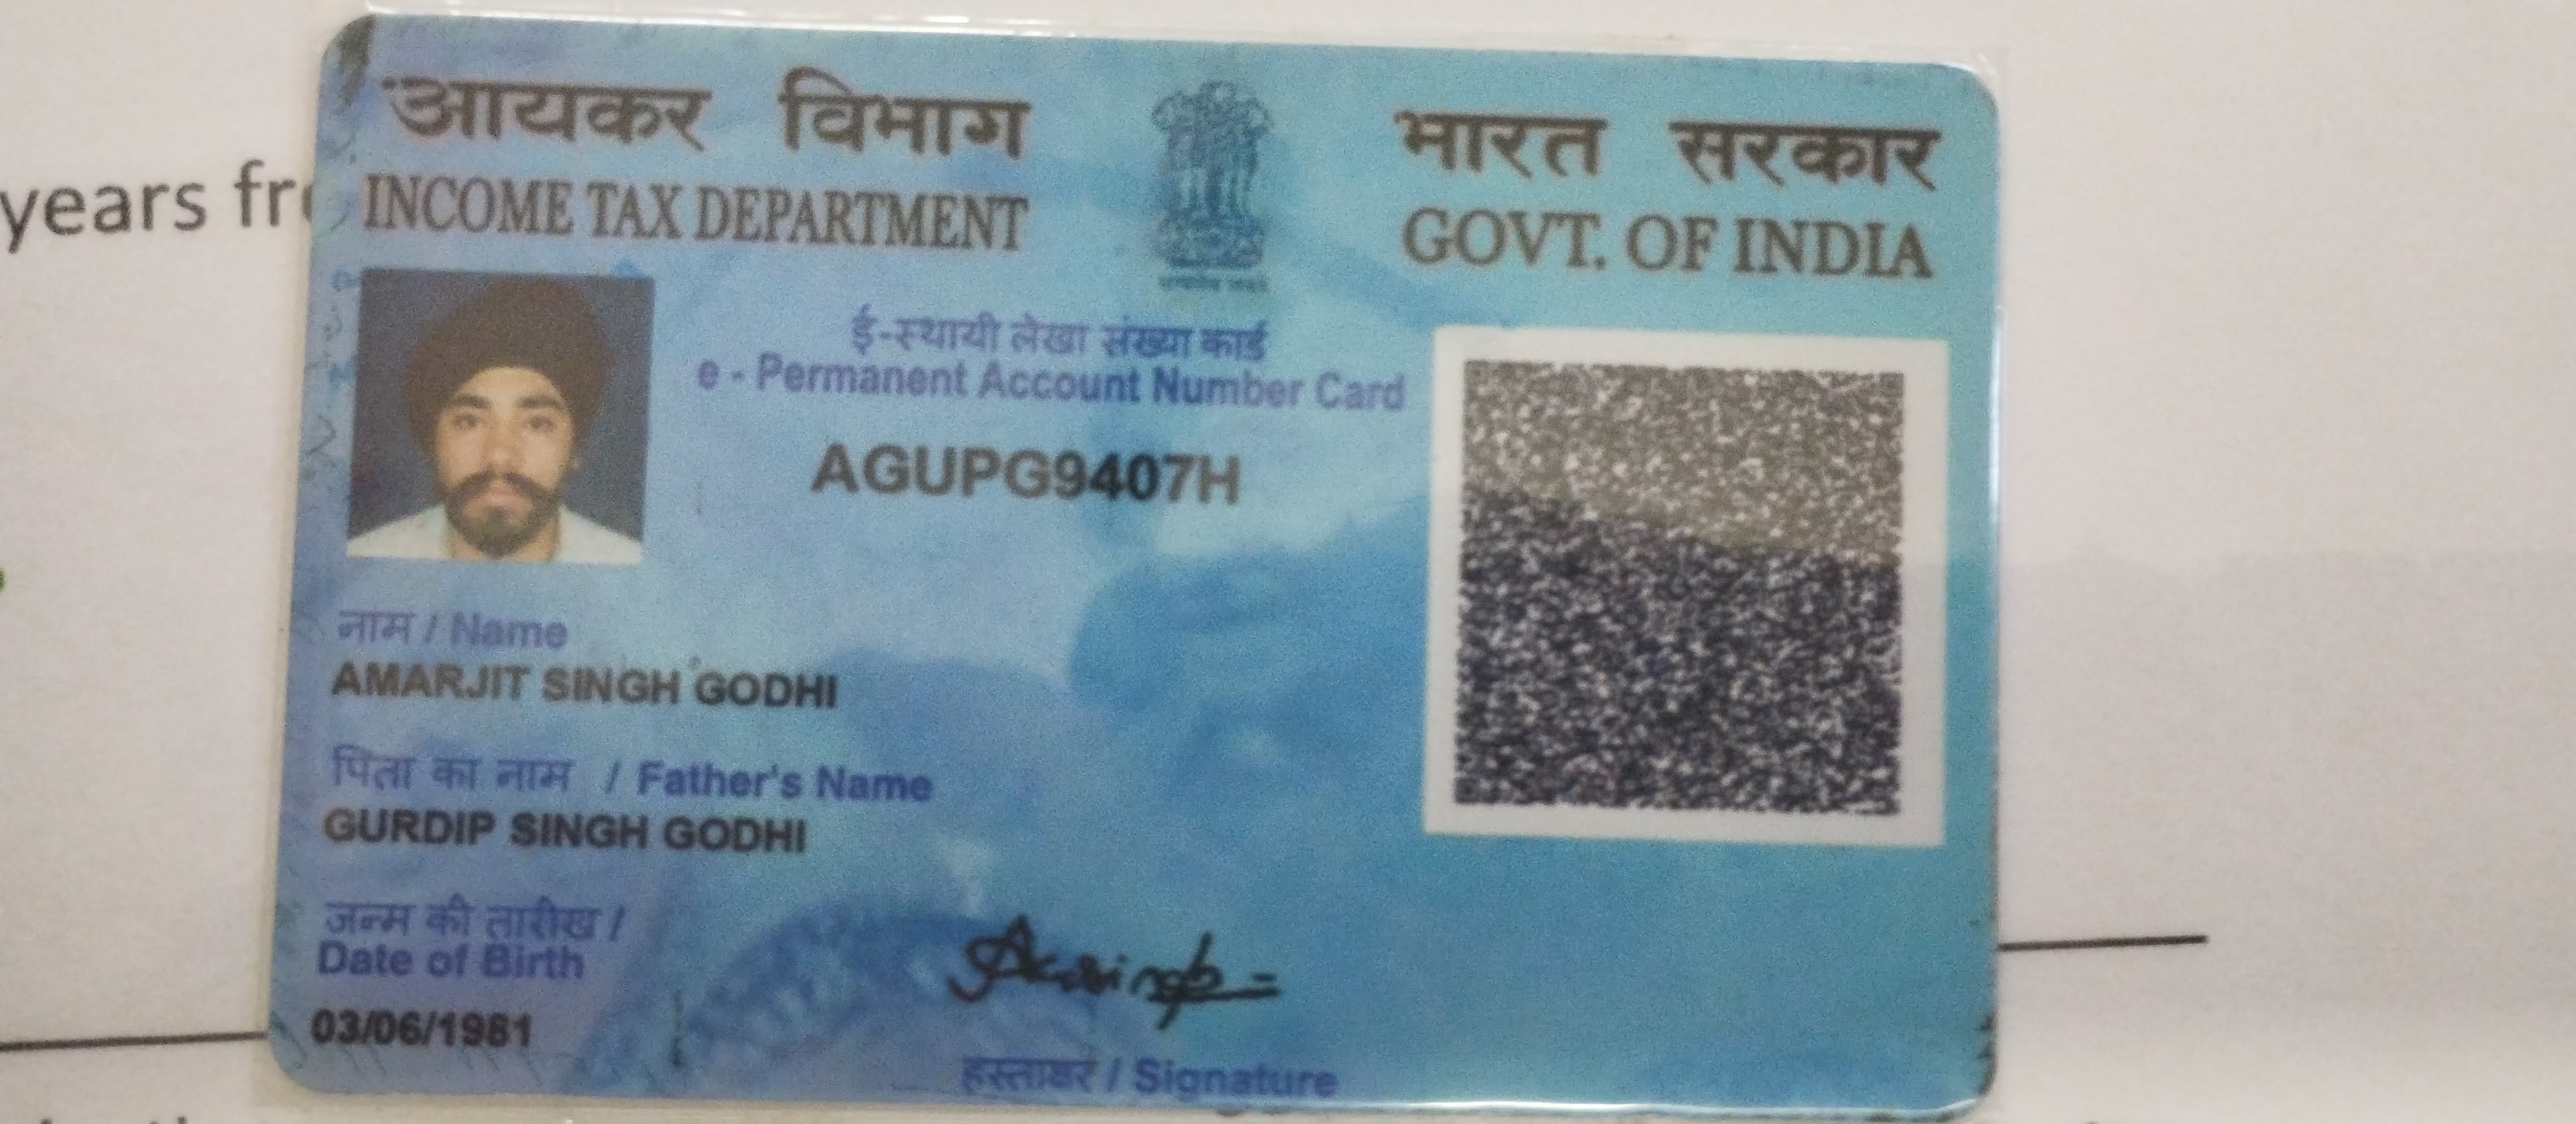 आयकर विभाग
INCOME TAX DEPARTMENT
भारत सरकार
GOVT. OF INDIA
years
ई-स्थायी लेखा संख्या कार्ड
e - Permanent Account Number Card
AGUPG9407H
नाम / Name
AMARJIT SINGH GODHI
पिता का नाम / Father's Name
GURDIP SINGH GODHI
जन्म की तारीख /
Date of Birth
03/06/1981
हस्ताक्षर / Signature